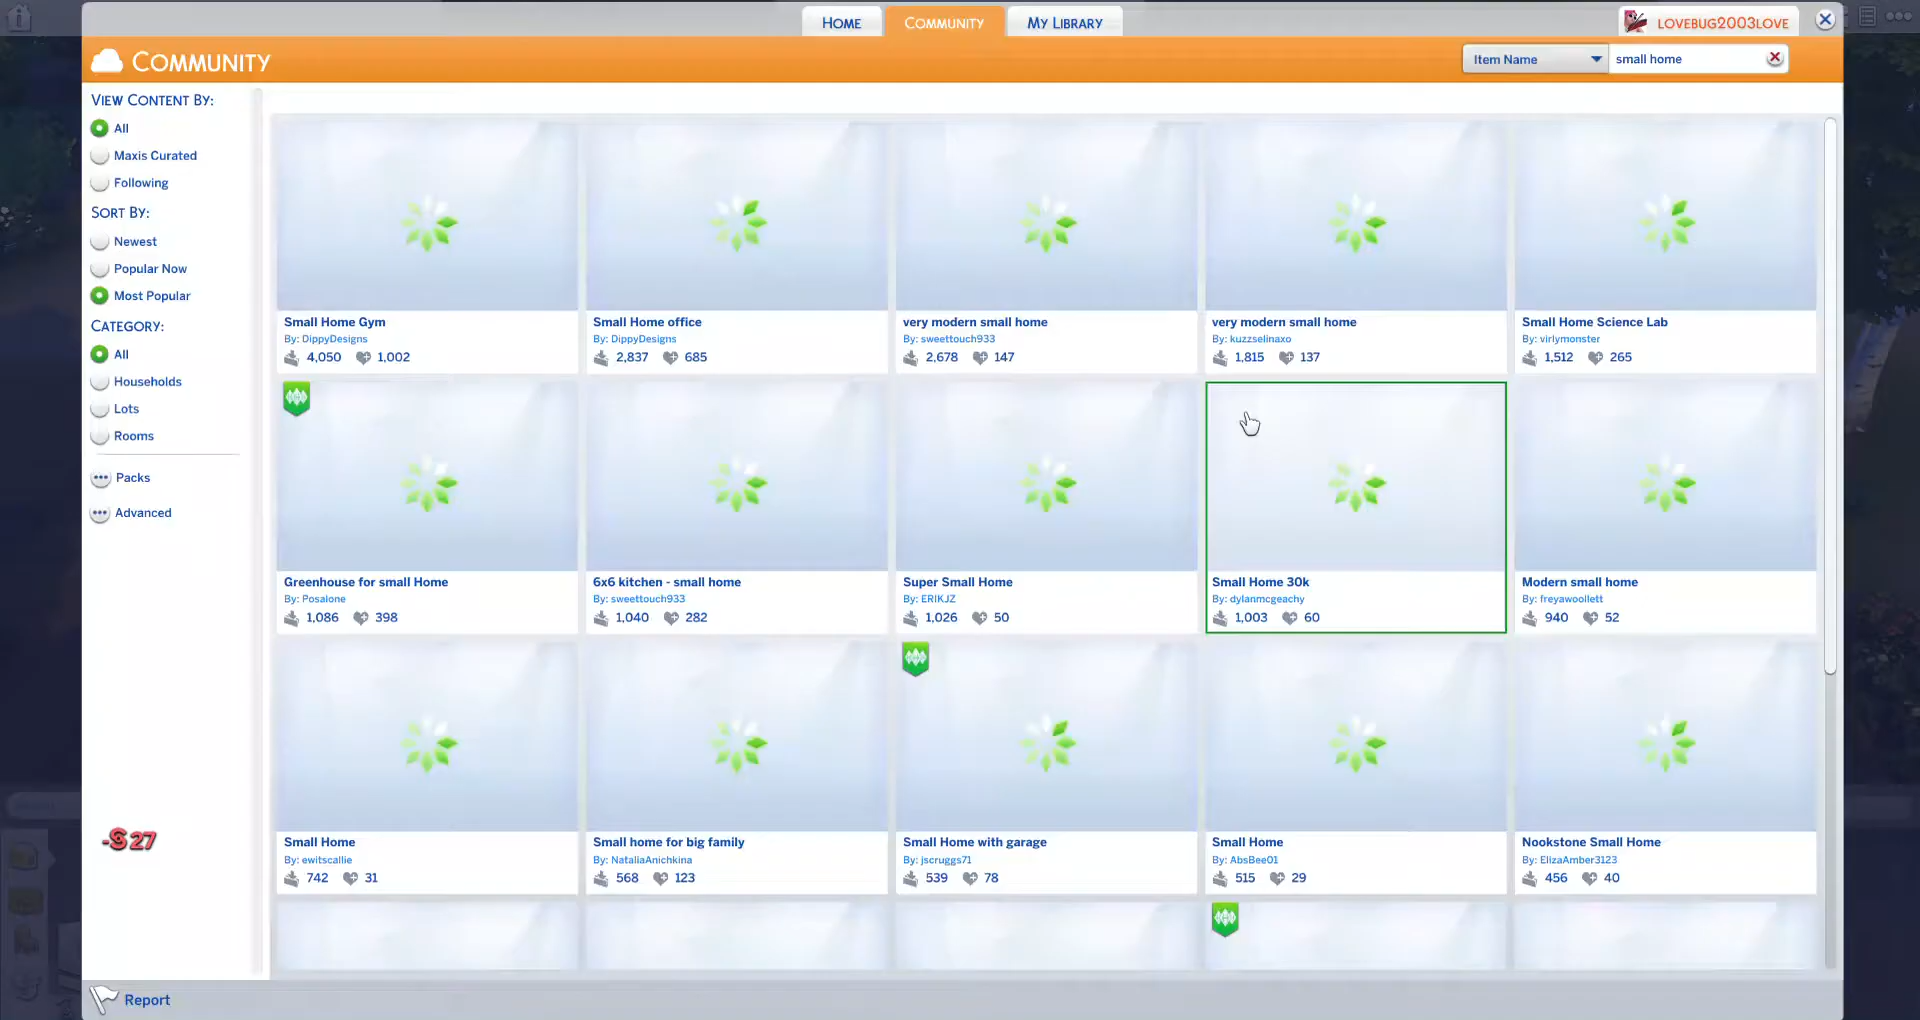 HOME
COMMUNITY
MY LIBRARY
LOVEBUG2003LOVE
COMMUNITY
Item Name
small home
VIEW CONTENT BY:
All
Maxis Curated
Following
SORT BY:
Newest
Popular Now
Most Popular
CATEGORY:
All
Households
Lots
Rooms
Packs
Advanced
Small Home Gym
By: DippyDesigns
4,050 1,002
Small Home office
By: DippyDesigns
2,837 685
very modern small home
By: sweettouch933
2,678 147
very modern small home
By: kuzzselinaxo
1,815 137
Small Home Science Lab
By: virlymonster
1,512 265
Greenhouse for small Home
By: Posalone
1,086 398
6x6 kitchen - small home
By: sweettouch933
1,040 282
Super Small Home
By: ERIKJZ
1,026 50
Small Home 30k
By: dylanmcgeachy
1,003 60
Modern small home
By: freyawoollett
940 52
Small Home
By: ewitscallie
742 31
Small home for big family
By: NataliaAnichkina
568 123
Small Home with garage
By: jscruggs71
539 78
Small Home
By: AbsBee01
515 29
Nookstone Small Home
By: ElizaAmber3123
456 40
-§27
Report